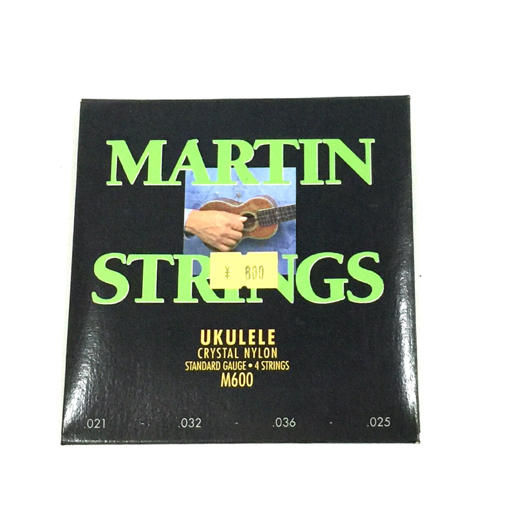 MARTIN
STRINGS
¥ 800
UKULELE
CRYSTAL NYLON
STANDARD GAUGE • 4 STRINGS
M600
.021 - .032 - .036 - .025